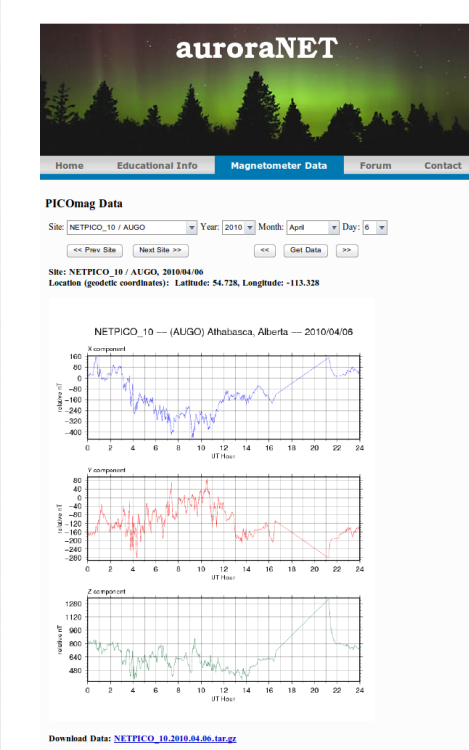 auroraNET
Home Educational Info Magnetometer Data Forum Contact
PICOmag Data
Site: NETPICO_10 / AUGO Year: 2010 Month: April Day: 6
<< Prev Site Next Site >> << Get Data >>
Site: NETPICO_10 / AUGO, 2010/04/06
Location (geodetic coordinates): Latitude: 54.728, Longitude: -113.328
NETPICO_10 –– (AUGO) Athabasca, Alberta –– 2010/04/06
X component
relative nT
160
80
0
-80
-160
-240
-320
-400
0 2 4 6 8 10 12 14 16 18 20 22 24
UT Hour
Y component
relative nT
80
40
0
-40
-80
-120
-160
-200
-240
-280
0 2 4 6 8 10 12 14 16 18 20 22 24
UT Hour
Z component
relative nT
1280
1120
960
800
640
480
0 2 4 6 8 10 12 14 16 18 20 22 24
UT Hour
Download Data: NETPICO_10.2010.04.06.tar.gz